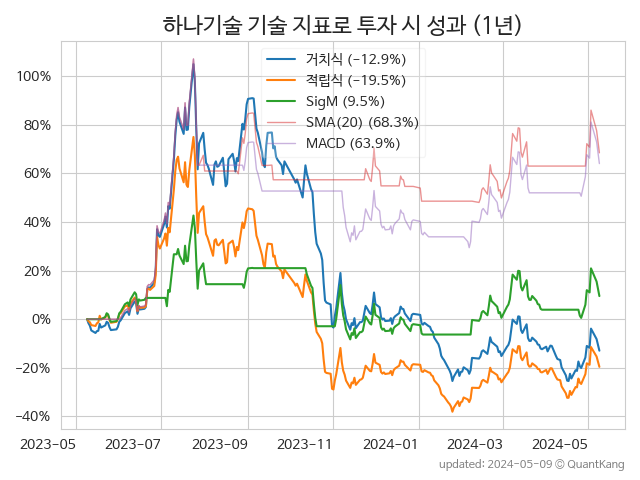 하나기술 기술 지표로 투자 시 성과 (1년)
거치식 (-12.9%)
적립식 (-19.5%)
SigM (9.5%)
SMA(20) (68.3%)
MACD (63.9%)
100%
80%
60%
40%
20%
0%
-20%
-40%
2023-05 2023-07 2023-09 2023-11 2024-01 2024-03 2024-05
updated: 2024-05-09 © QuantKang